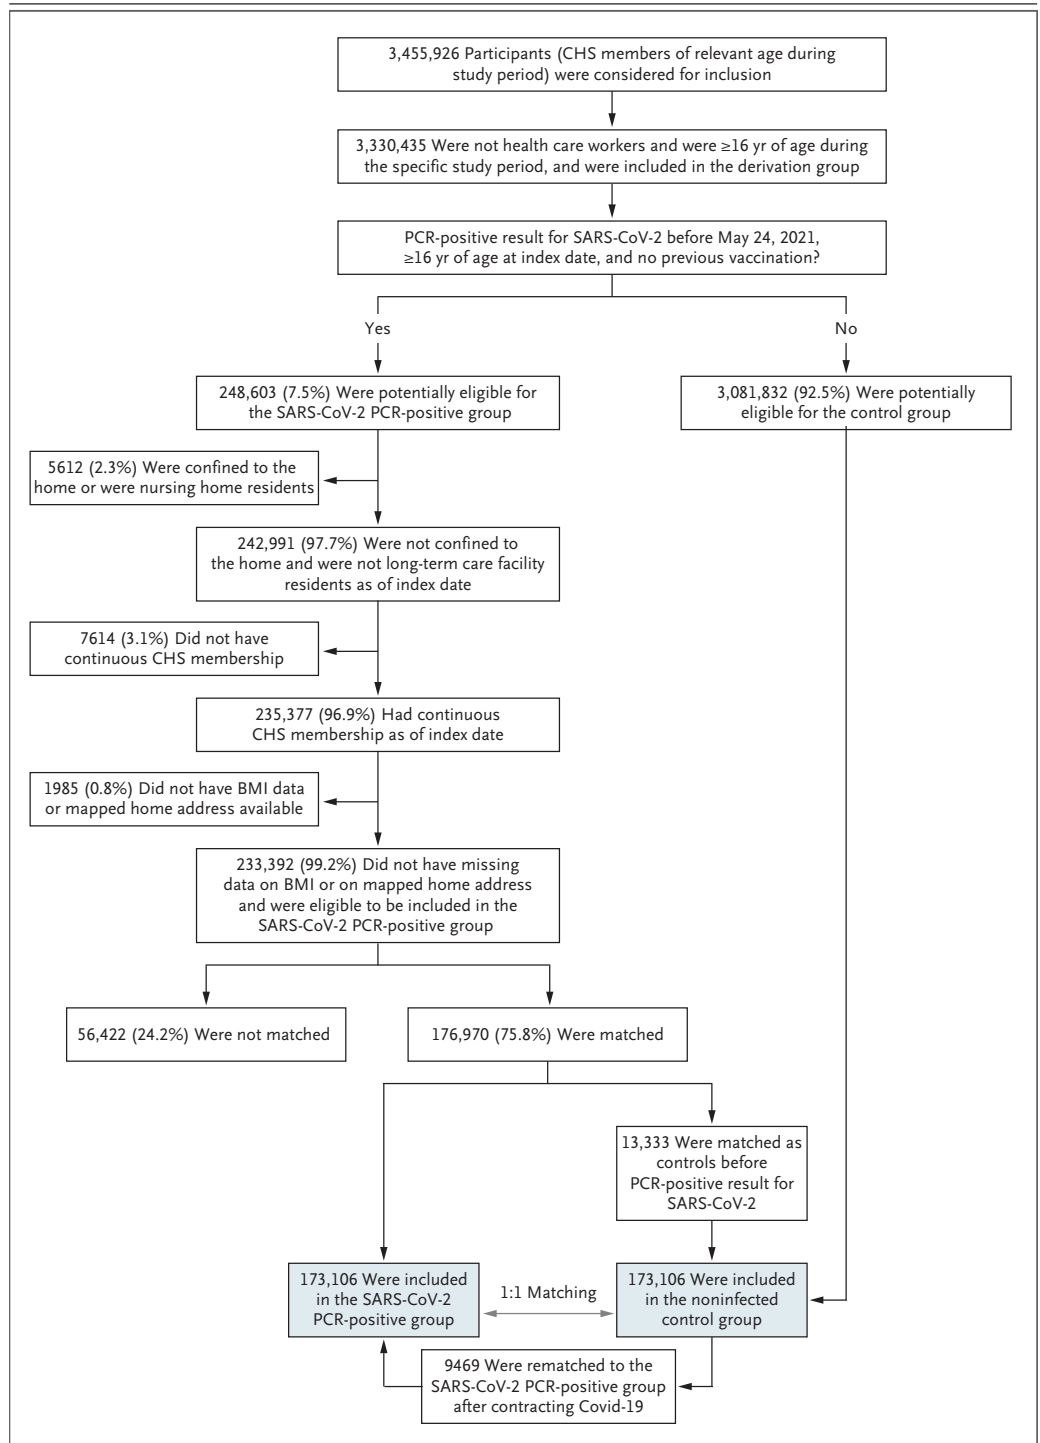 3,455,926 Participants (CHS members of relevant age during
study period) were considered for inclusion
3,330,435 Were not health care workers and were ≥16 yr of age during
the specific study period, and were included in the derivation group
PCR-positive result for SARS-CoV-2 before May 24, 2021,
≥16 yr of age at index date, and no previous vaccination?
Yes
No
248,603 (7.5%) Were potentially eligible for
the SARS-CoV-2 PCR-positive group
3,081,832 (92.5%) Were potentially
eligible for the control group
5612 (2.3%) Were confined to the
home or were nursing home residents
242,991 (97.7%) Were not confined to
the home and were not long-term care facility
residents as of index date
7614 (3.1%) Did not have
continuous CHS membership
235,377 (96.9%) Had continuous
CHS membership as of index date
1985 (0.8%) Did not have BMI data
or mapped home address available
233,392 (99.2%) Did not have missing
data on BMI or on mapped home address
and were eligible to be included in the
SARS-CoV-2 PCR-positive group
56,422 (24.2%) Were not matched
176,970 (75.8%) Were matched
13,333 Were matched as
controls before
PCR-positive result for
SARS-CoV-2
173,106 Were included
in the SARS-CoV-2
PCR-positive group
1:1 Matching
173,106 Were included
in the noninfected
control group
9469 Were rematched to the
SARS-CoV-2 PCR-positive group
after contracting Covid-19